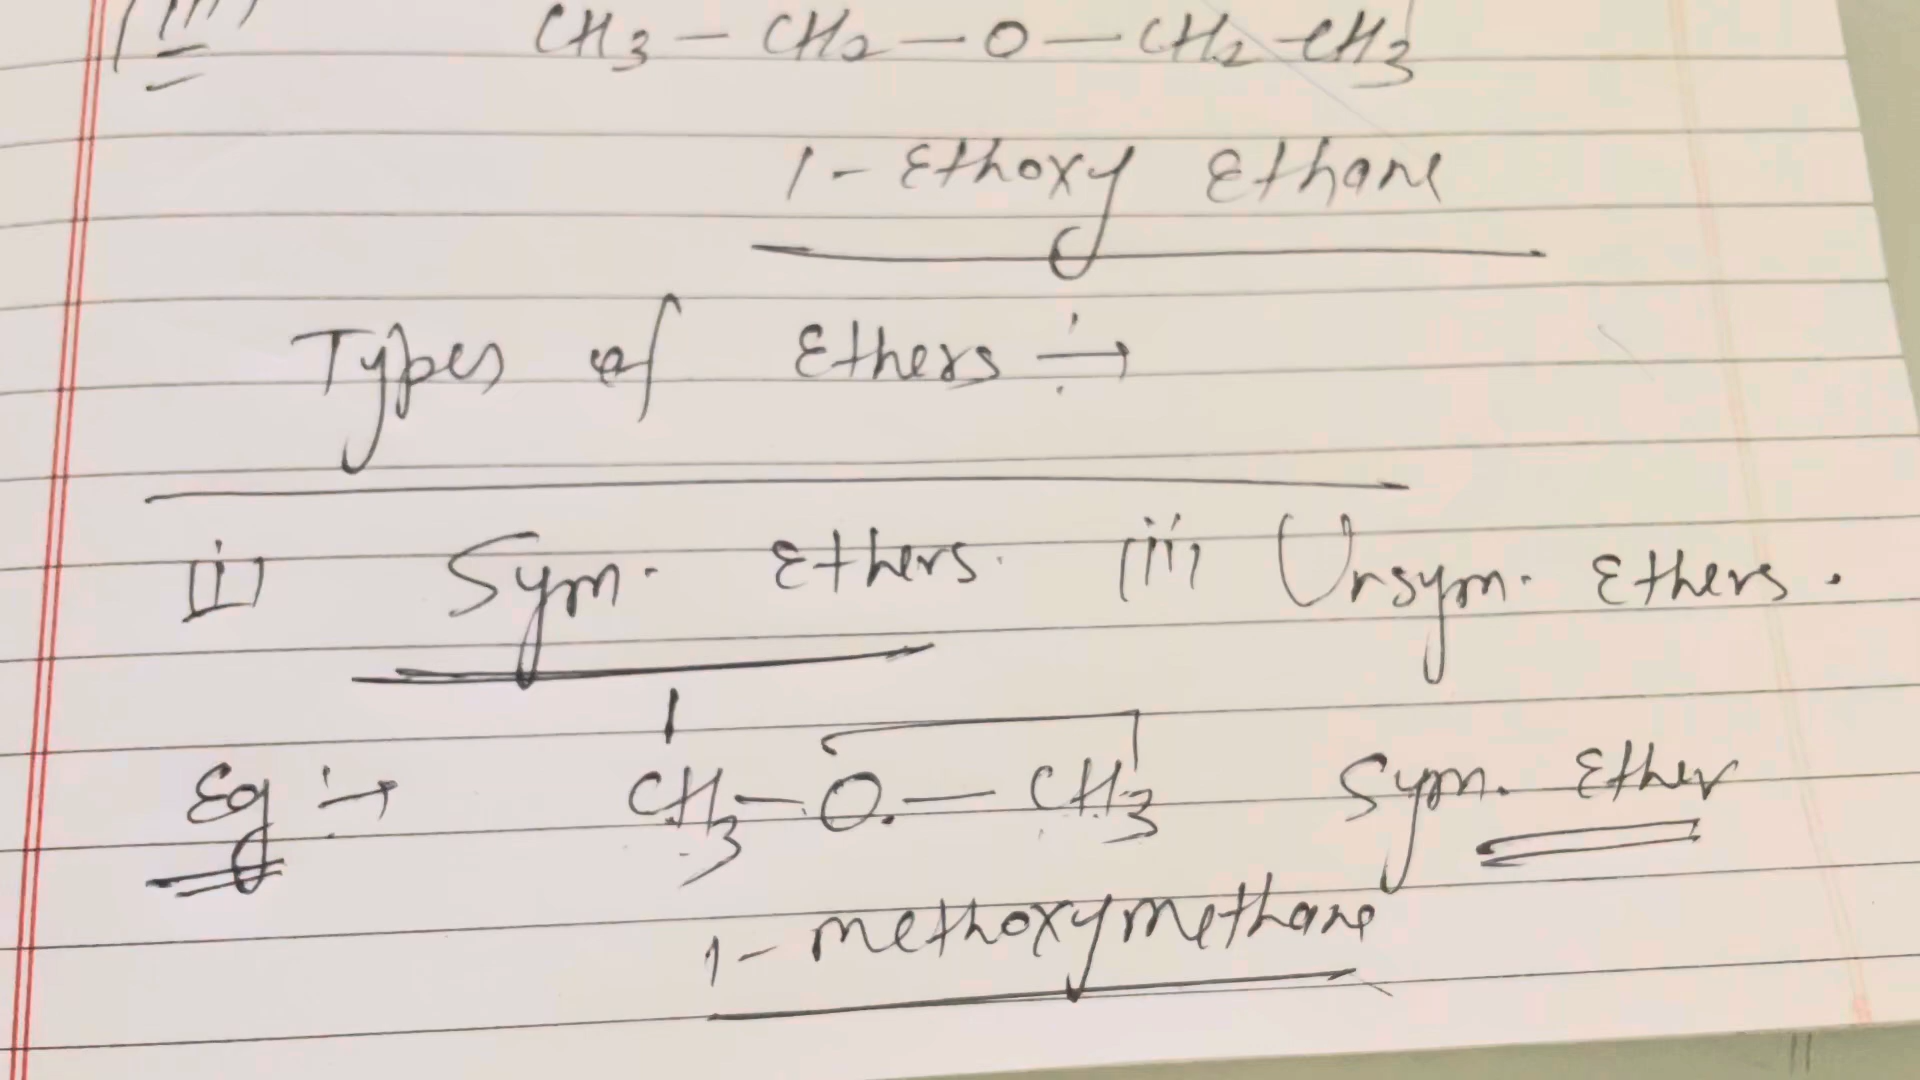 (iii) CH3 - CH2 - O - CH2 - CH3
1 - Ethoxy Ethane
Types of Ethers :→
(i) Sym. Ethers. (ii) Unsym. Ethers.
Eg :→ CH3 - O - CH3 Sym. Ether
1 - methoxymethane